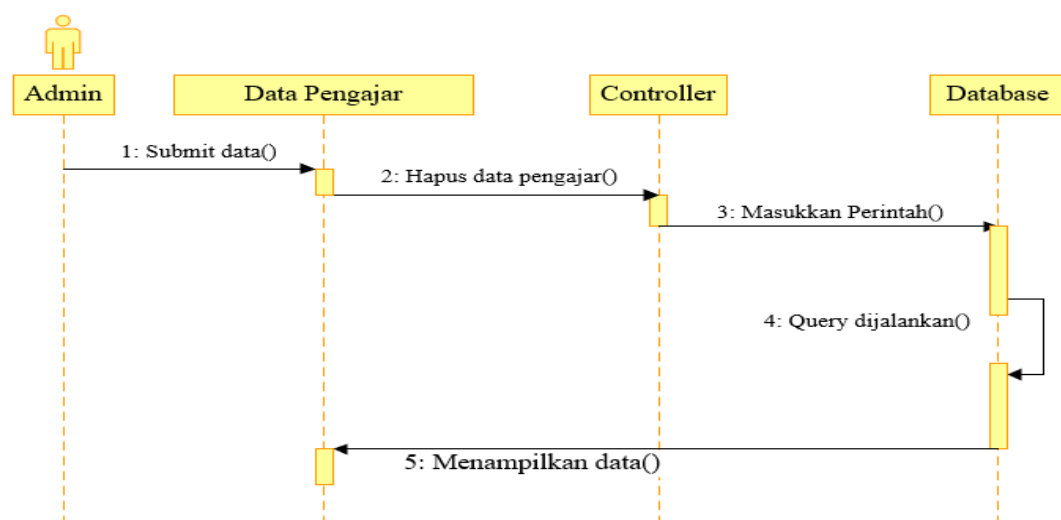 Admin
Data Pengajar
Controller
Database
1: Submit data()
2: Hapus data pengajar()
3: Masukkan Perintah()
4: Query dijalankan()
5: Menampilkan data()